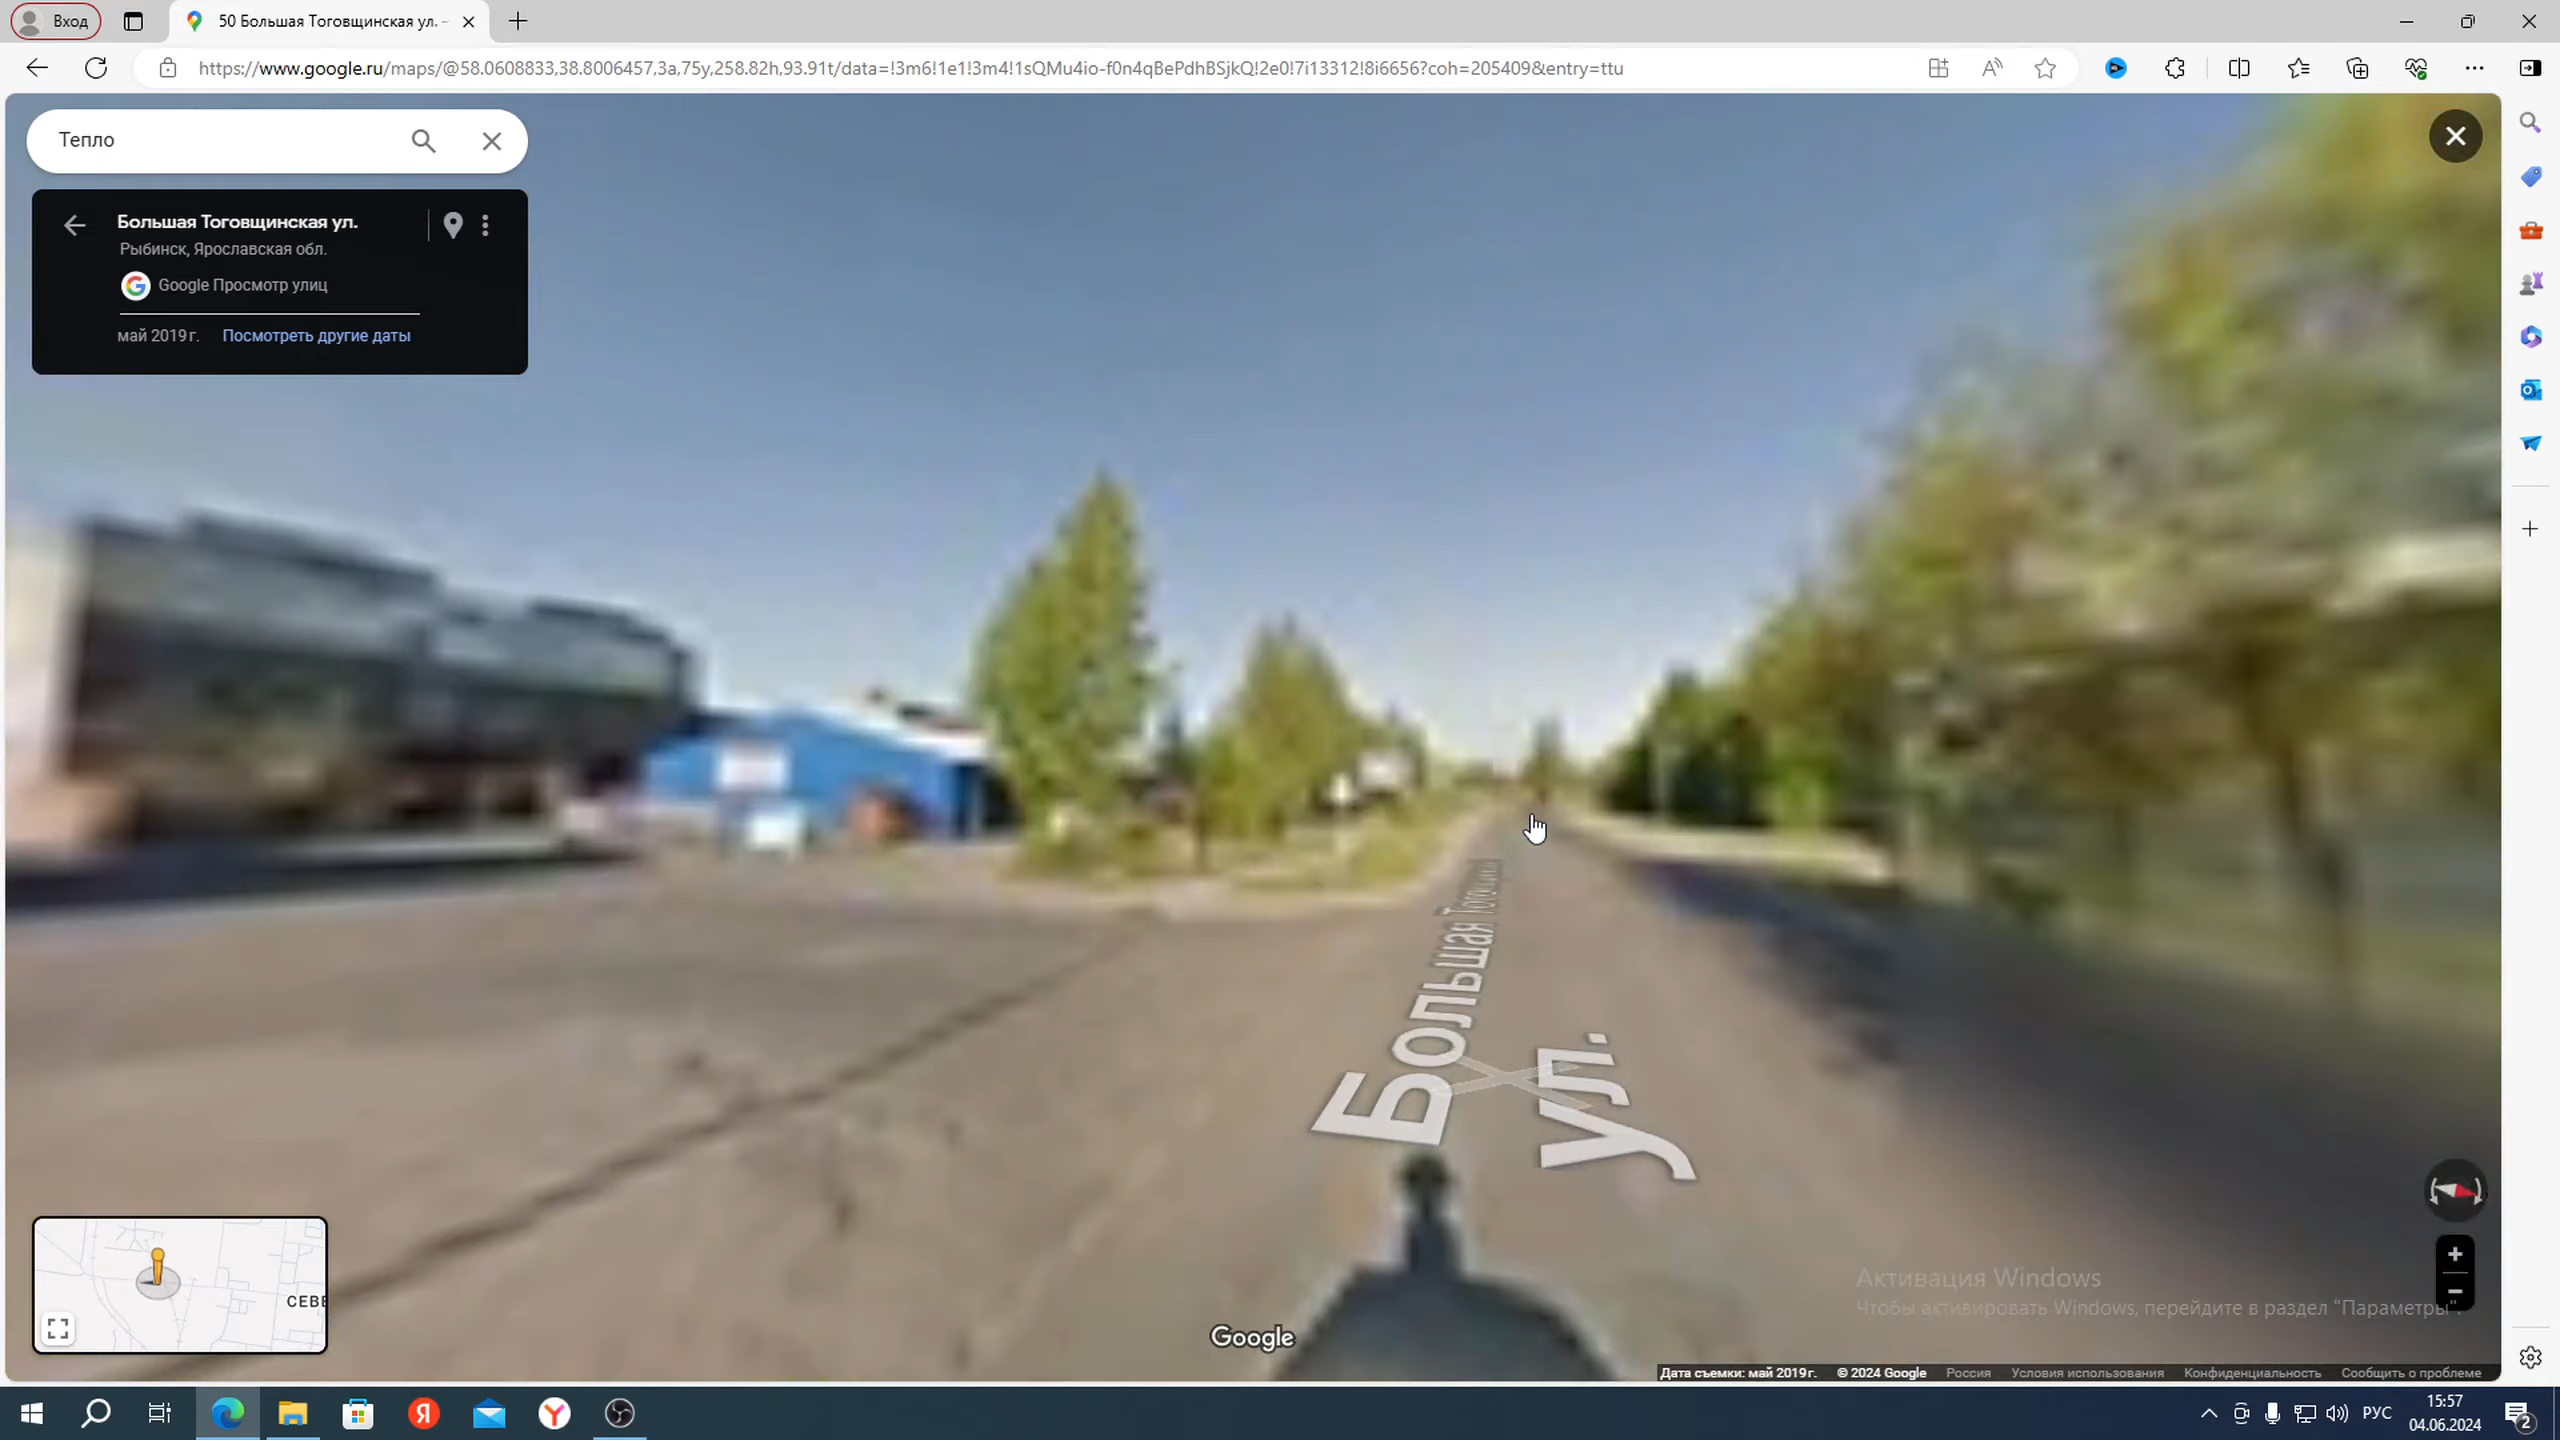 Вход
50 Большая Тоговщинская ул. -
https://www.google.ru/maps/@58.0608833,38.8006457,3a,75y,258.82h,93.91t/data=!3m6!1e1!3m4!1sQMu4io-f0n4qBePdhBSjkQ!2e0!7i13312!8i6656?coh=205409&entry=ttu
Тепло
Большая Тоговщинская ул.
Рыбинск, Ярославская обл.
Google Просмотр улиц
май 2019 г. Посмотреть другие даты
Большая
ул.
СЕВЕ
Активация Windows
Чтобы активировать Windows, перейдите в раздел "Параметры".
Google
Дата съемки: май 2019 г. © 2024 Google Россия Условия использования Конфиденциальность Сообщить о проблеме
РУС
15:57
04.06.2024
2